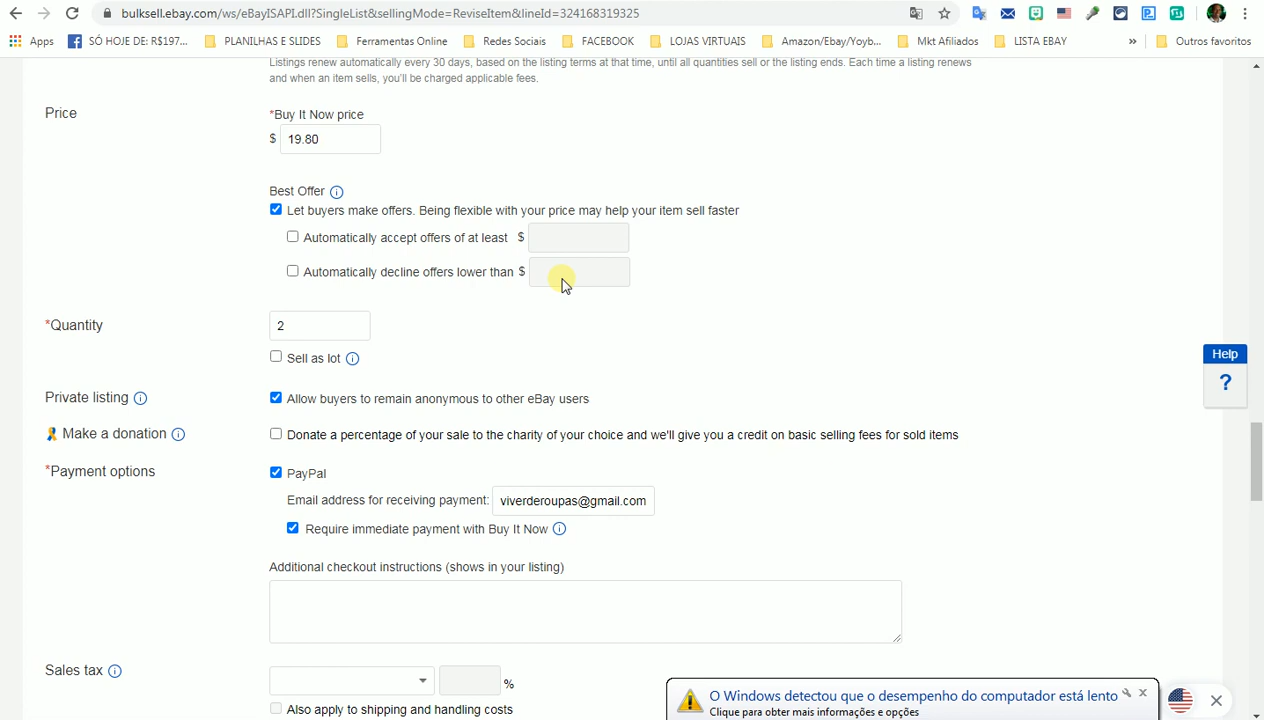 bulksell.ebay.com/ws/eBayISAPI.dll?SingleList&sellingMode=ReviseItem&lineId=324168319325
Apps SÓ HOJE DE: R$197... PLANILHAS E SLIDES Ferramentas Online Redes Sociais FACEBOOK LOJAS VIRTUAIS Amazon/Ebay/Yoyb... Mkt Afiliados LISTA EBAY » Outros favoritos
Listings renew automatically every 30 days, based on the listing terms at that time, until all quantities sell or the listing ends. Each time a listing renews
and when an item sells, you'll be charged applicable fees.
Price *Buy It Now price
$ 19.80
Best Offer
Let buyers make offers. Being flexible with your price may help your item sell faster
Automatically accept offers of at least $
Automatically decline offers lower than $
*Quantity 2
Sell as lot
Help
?
Private listing Allow buyers to remain anonymous to other eBay users
Make a donation Donate a percentage of your sale to the charity of your choice and we'll give you a credit on basic selling fees for sold items
*Payment options PayPal
Email address for receiving payment: viverderoupas@gmail.com
Require immediate payment with Buy It Now
Additional checkout instructions (shows in your listing)
Sales tax %
Also apply to shipping and handling costs
O Windows detectou que o desempenho do computador está lento
Clique para obter mais informações e opções